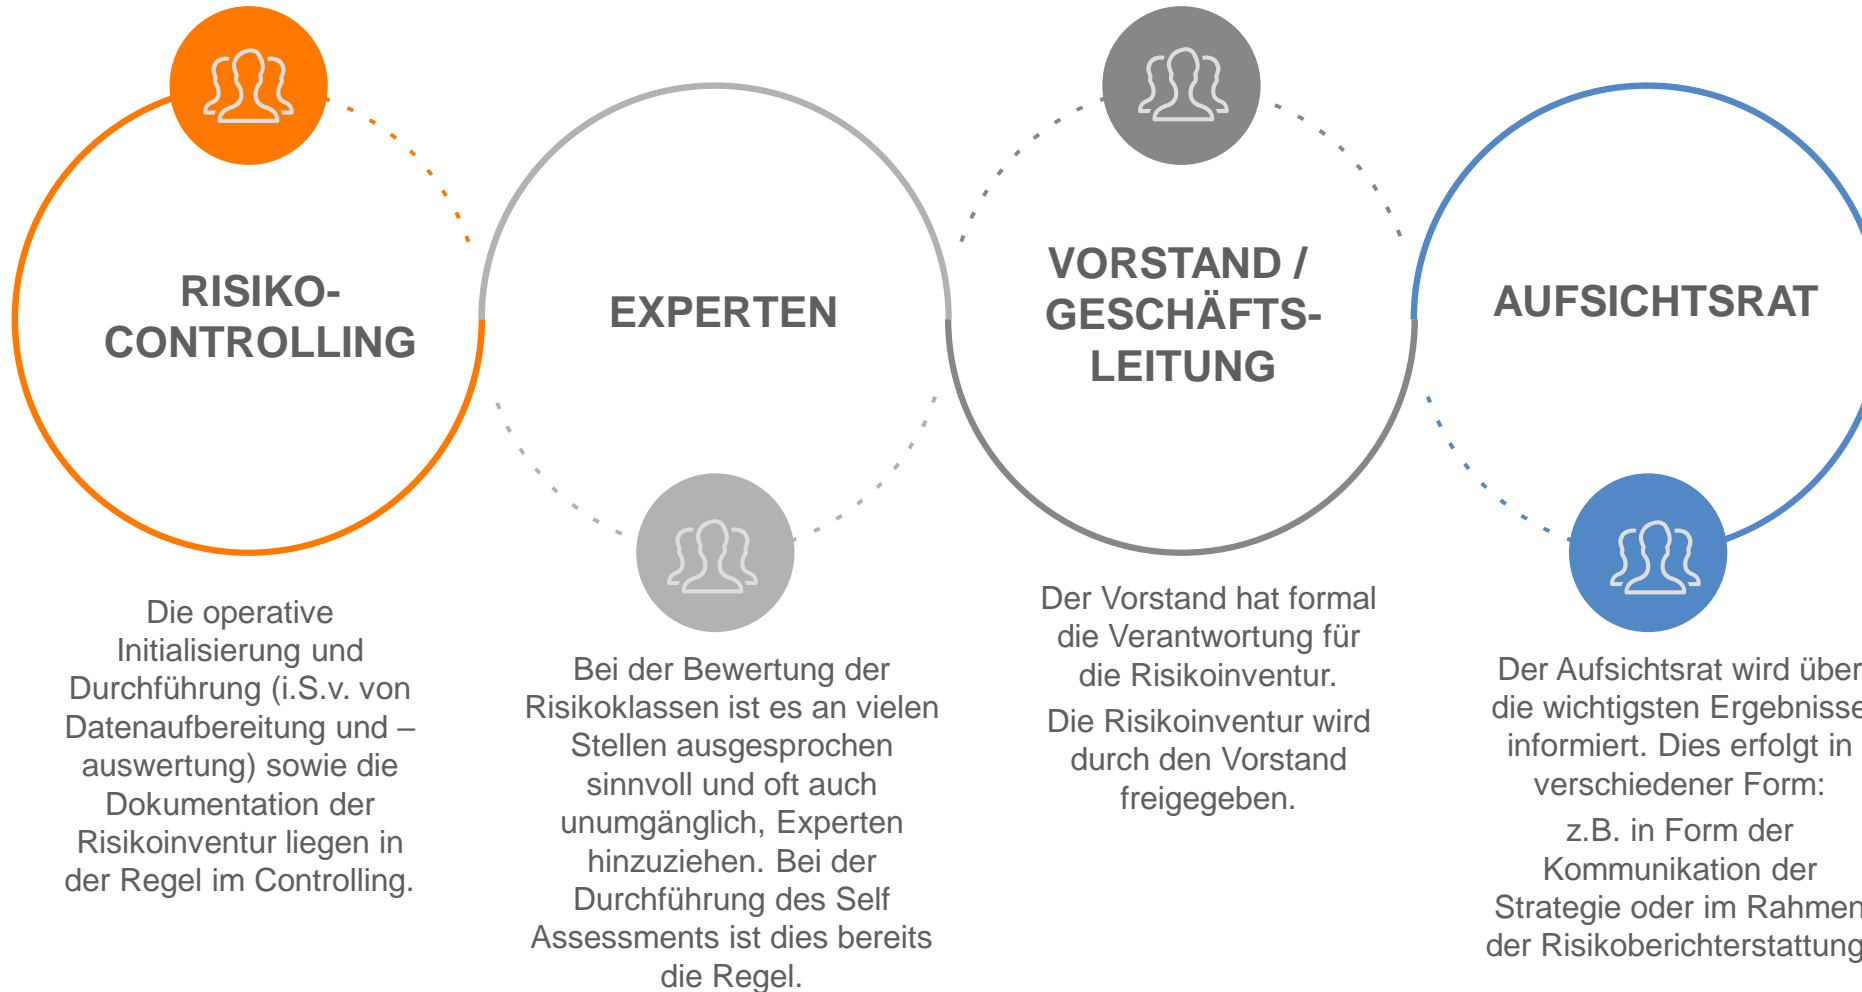 RISIKO-
CONTROLLING
EXPERTEN
VORSTAND /
GESCHÄFTS-
LEITUNG
AUFSICHTSRAT
Die operative
Initialisierung und
Durchführung (i.S.v. von
Datenaufbereitung und –
auswertung) sowie die
Dokumentation der
Risikoinventur liegen in
der Regel im Controlling.
Bei der Bewertung der
Risikoklassen ist es an vielen
Stellen ausgesprochen
sinnvoll und oft auch
unumgänglich, Experten
hinzuziehen. Bei der
Durchführung des Self
Assessments ist dies bereits
die Regel.
Der Vorstand hat formal
die Verantwortung für
die Risikoinventur.
Die Risikoinventur wird
durch den Vorstand
freigegeben.
Der Aufsichtsrat wird über
die wichtigsten Ergebnisse
informiert. Dies erfolgt in
verschiedener Form:
z.B. in Form der
Kommunikation der
Strategie oder im Rahmen
der Risikoberichterstattung